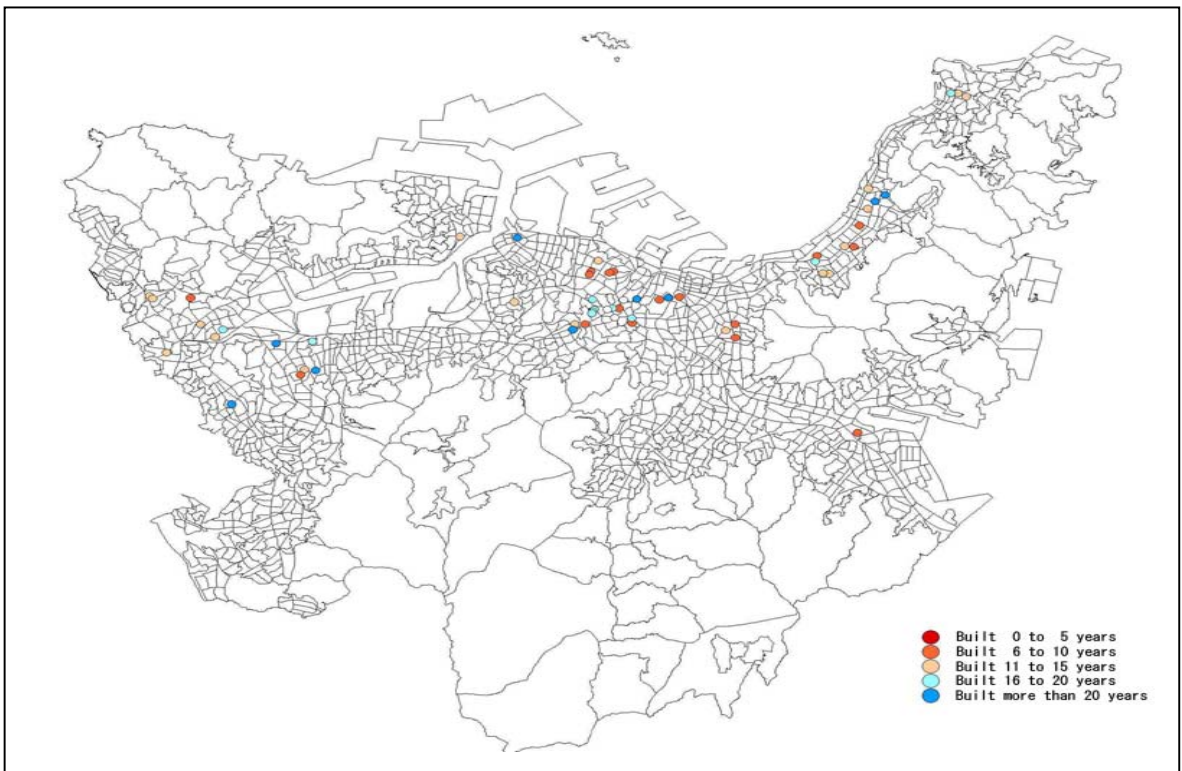 Built 0 to 5 years
Built 6 to 10 years
Built 11 to 15 years
Built 16 to 20 years
Built more than 20 years